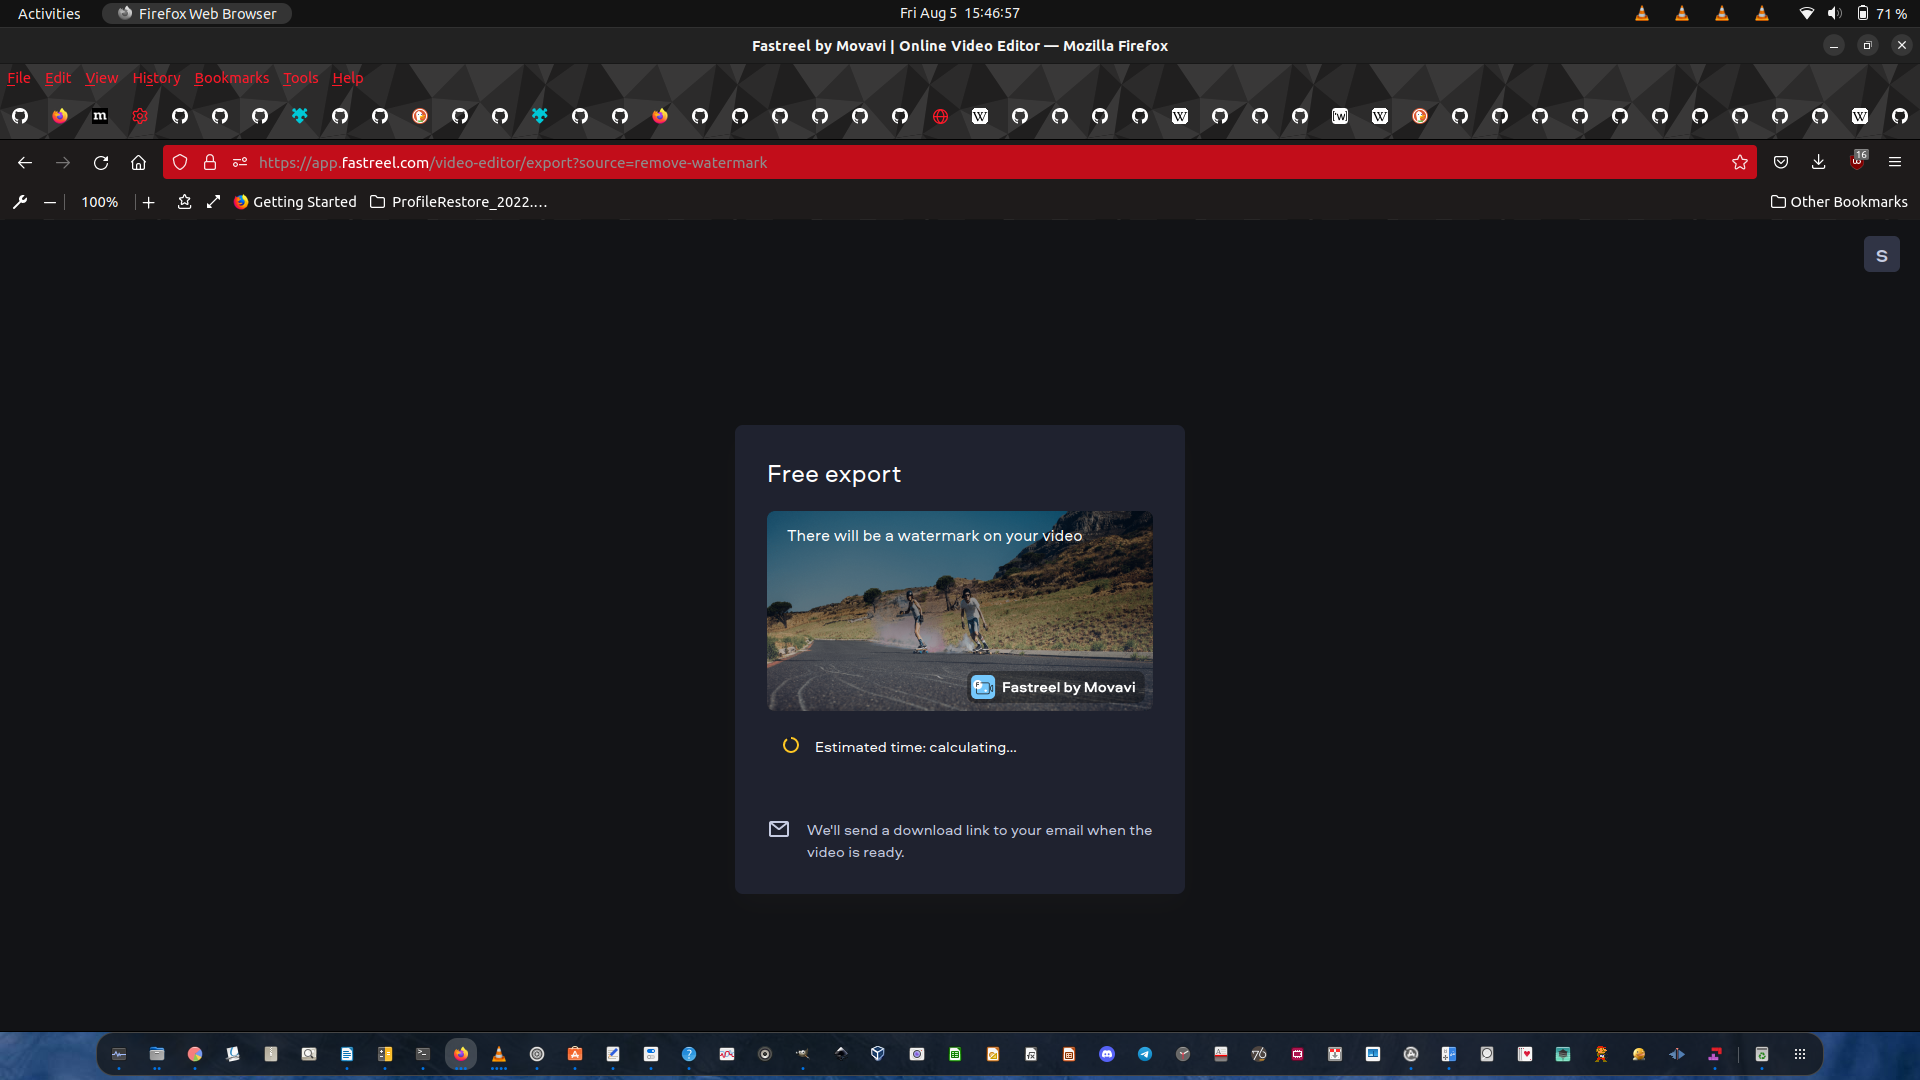 Activities
Firefox Web Browser
Fri Aug 5 15:46:57
71 %
Fastreel by Movavi | Online Video Editor — Mozilla Firefox
File Edit View History Bookmarks Tools Help
https://app.fastreel.com/video-editor/export?source=remove-watermark
16
100%
Getting Started
ProfileRestore_2022....
Other Bookmarks
S
Free export
There will be a watermark on your video
Fastreel by Movavi
Estimated time: calculating...
We'll send a download link to your email when the
video is ready.